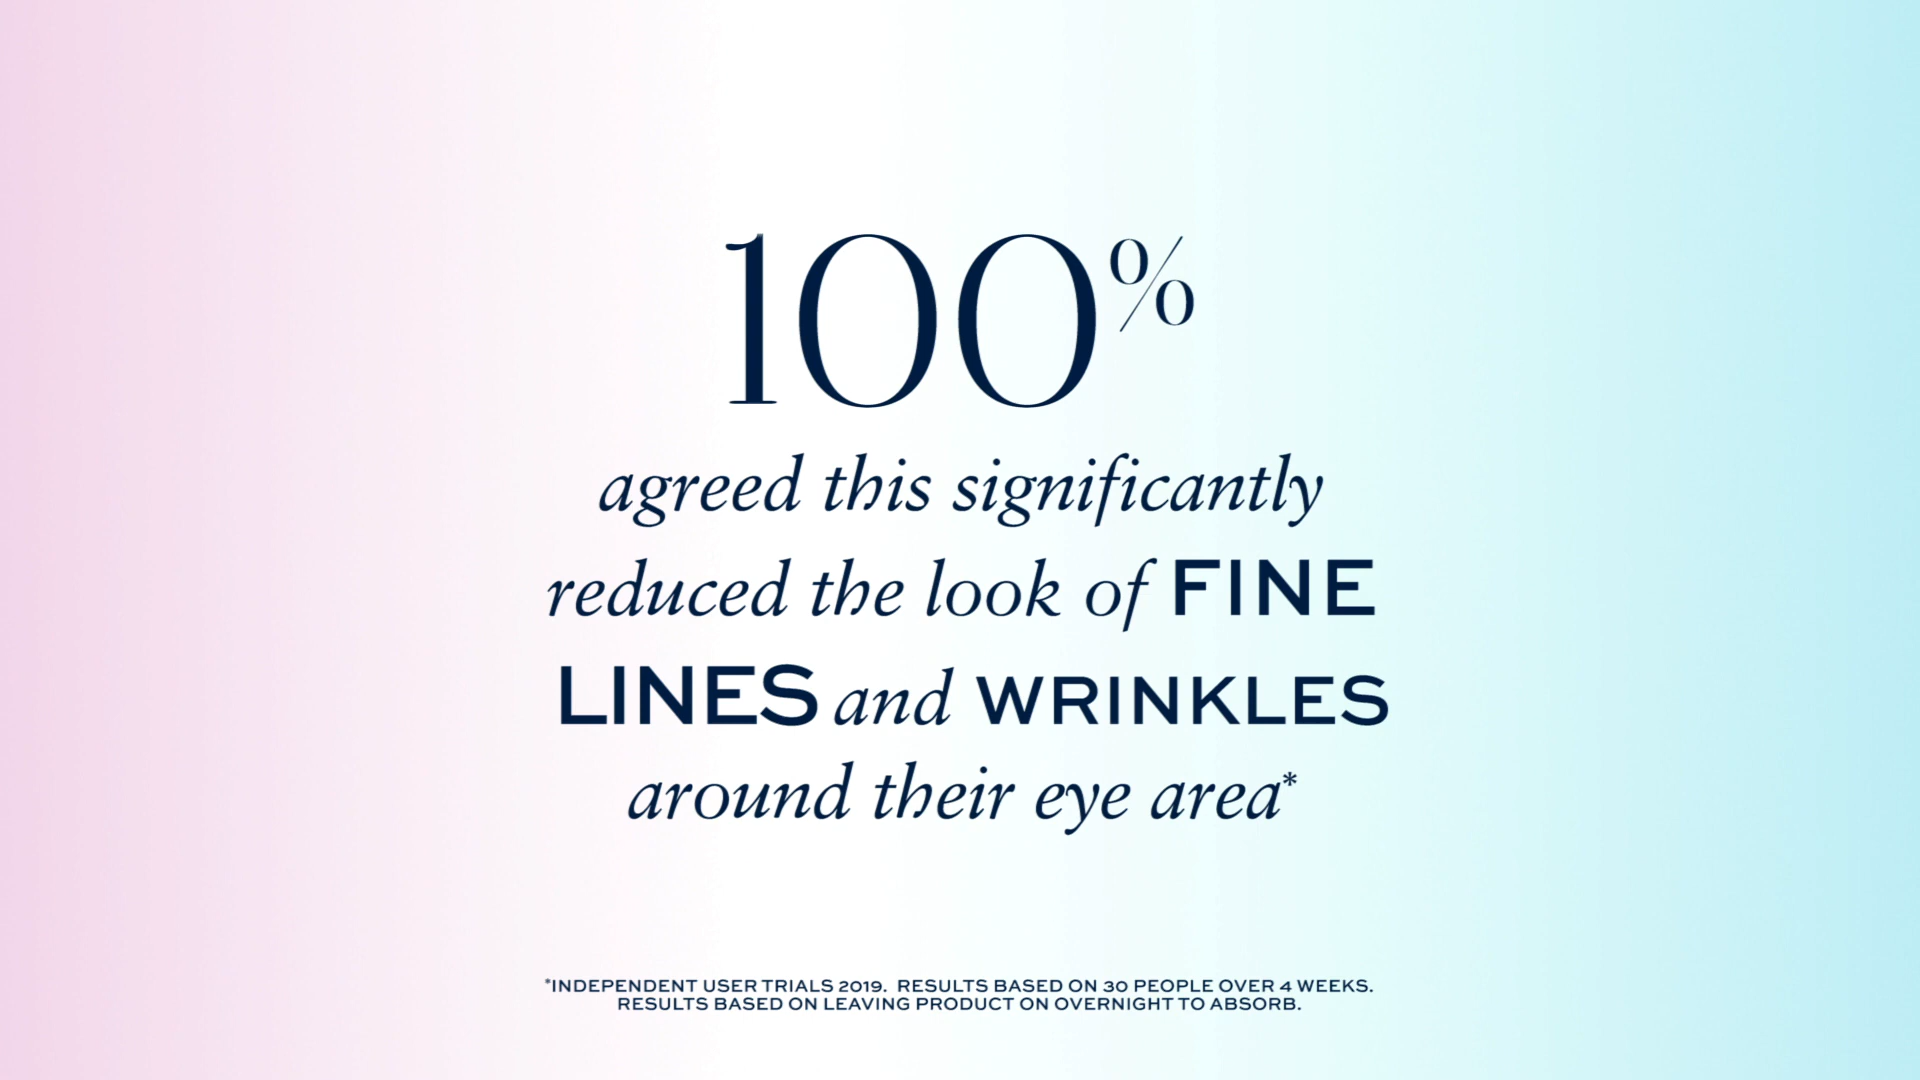 100%
agreed this significantly
reduced the look of FINE
LINES and WRINKLES
around their eye area*
*INDEPENDENT USER TRIALS 2019. RESULTS BASED ON 30 PEOPLE OVER 4 WEEKS.
RESULTS BASED ON LEAVING PRODUCT ON OVERNIGHT TO ABSORB.